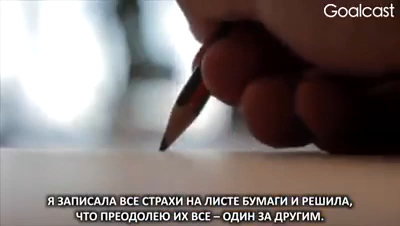 Goalcast
Я ЗАПИСАЛА ВСЕ СТРАХИ НА ЛИСТЕ БУМАГИ И РЕШИЛА,
ЧТО ПРЕОДОЛЕЮ ИХ ВСЕ – ОДИН ЗА ДРУГИМ.